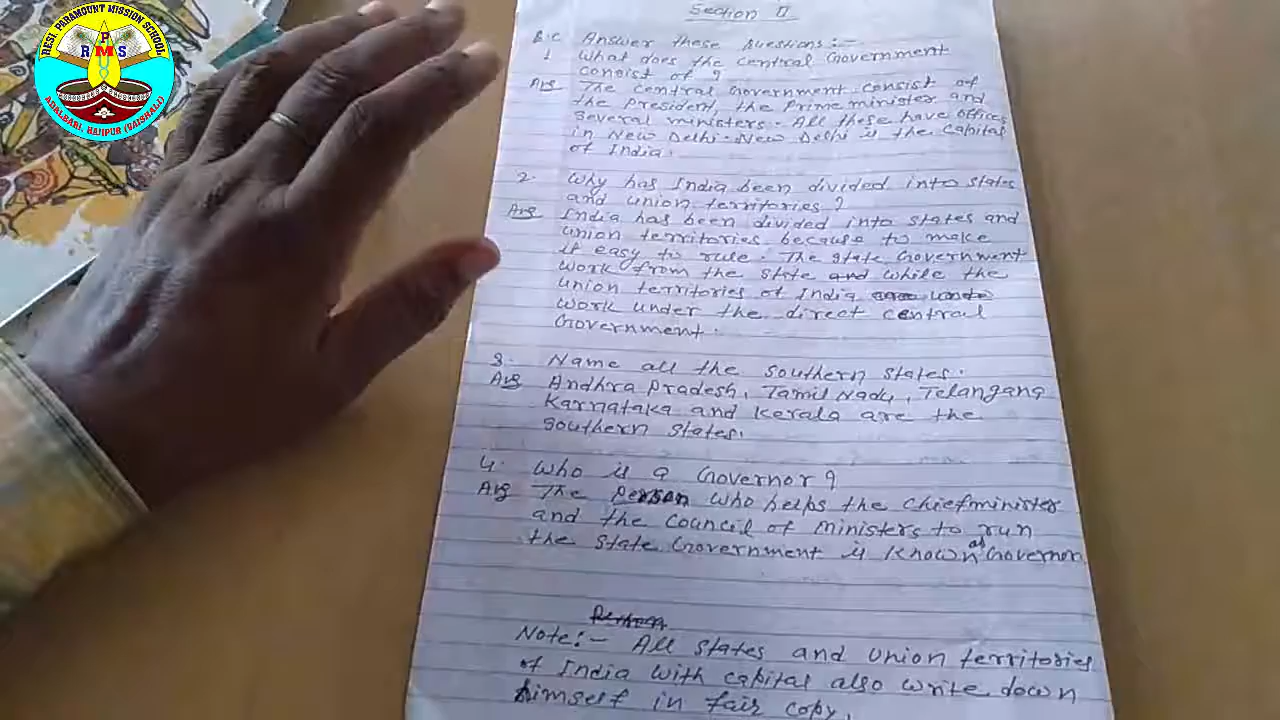 RESI PARAMOUNT MISSION SCHOOL
P
R M S
ADALBARI, HAJIPUR (VAISHALI)
Section II
Q.C Answer these Questions:-
1. What does the Central Government
consist of ?
Ans The Central Government consist of
the President, the Prime minister and
several ministers. All these have offices
in New Delhi. New Delhi is the Capital
of India.
2. Why has India been divided into states
and union territories ?
Ans India has been divided into states and
union territories because to make
it easy to rule. The state Government
work from the state and while the
union territories of India
work under the direct central
Government.
3. Name all the Southern states.
Ans Andhra Pradesh, Tamil Nadu, Telangana
Karnataka and Kerala are the
Southern states.
4. Who is a Governor ?
Ans The Person who helps the Chiefminister
and the council of ministers to run
the state Government is known as Governor.
Note:- All states and union territories
of India with capital also write down
himself in fair copy.